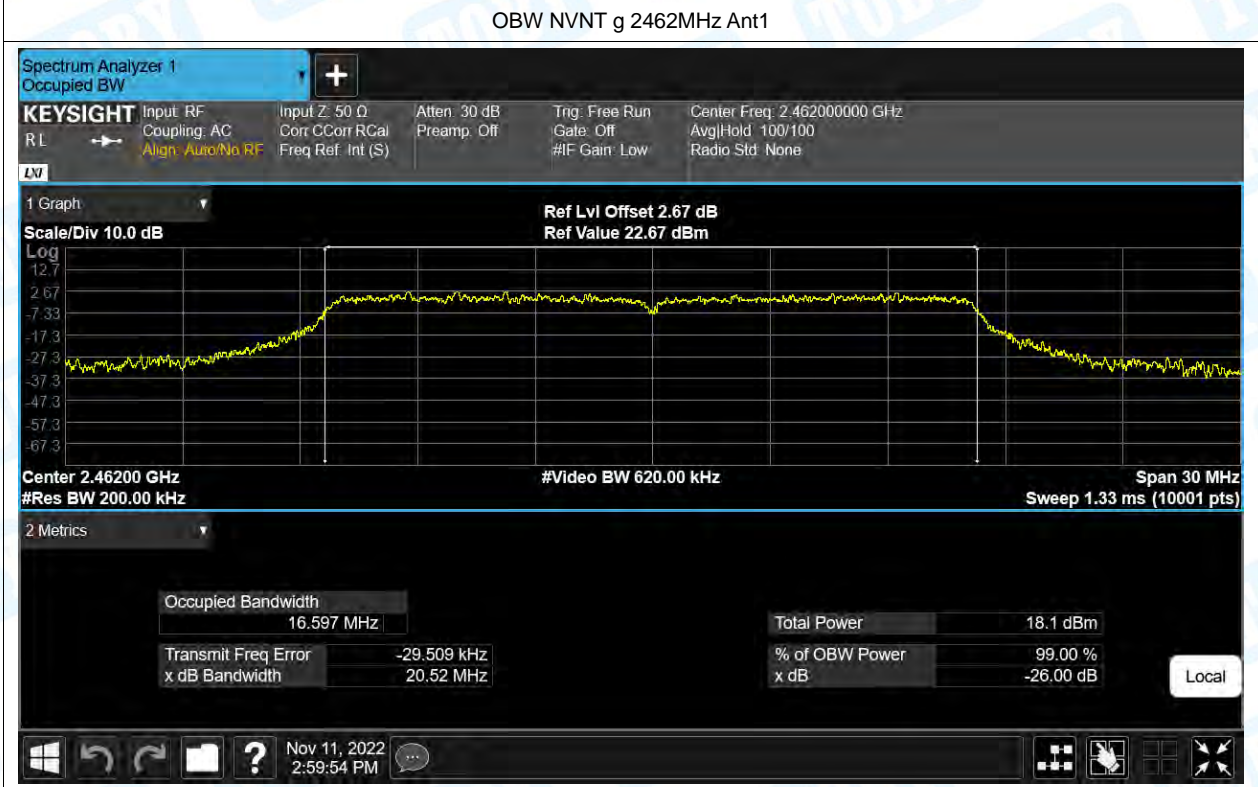 OBW NVNT g 2462MHz Ant1
Spectrum Analyzer 1
Occupied BW
KEYSIGHT
R L
LXI
Input: RF
Coupling: AC
Align: Auto/No RF
Input Z: 50 Ω
Corr CCorr RCal
Freq Ref: Int (S)
Atten: 30 dB
Preamp: Off
Trig: Free Run
Gate: Off
#IF Gain: Low
Center Freq: 2.462000000 GHz
Avg|Hold: 100/100
Radio Std: None
1 Graph
Scale/Div 10.0 dB
Ref Lvl Offset 2.67 dB
Ref Value 22.67 dBm
Log
12.7
2.67
-7.33
-17.3
-27.3
-37.3
-47.3
-57.3
-67.3
Center 2.46200 GHz
#Video BW 620.00 kHz
Span 30 MHz
#Res BW 200.00 kHz
Sweep 1.33 ms (10001 pts)
2 Metrics
Occupied Bandwidth
16.597 MHz
Total Power 18.1 dBm
Transmit Freq Error -29.509 kHz
% of OBW Power 99.00 %
x dB Bandwidth 20.52 MHz
x dB -26.00 dB
Local
?
Nov 11, 2022
2:59:54 PM
TOBY